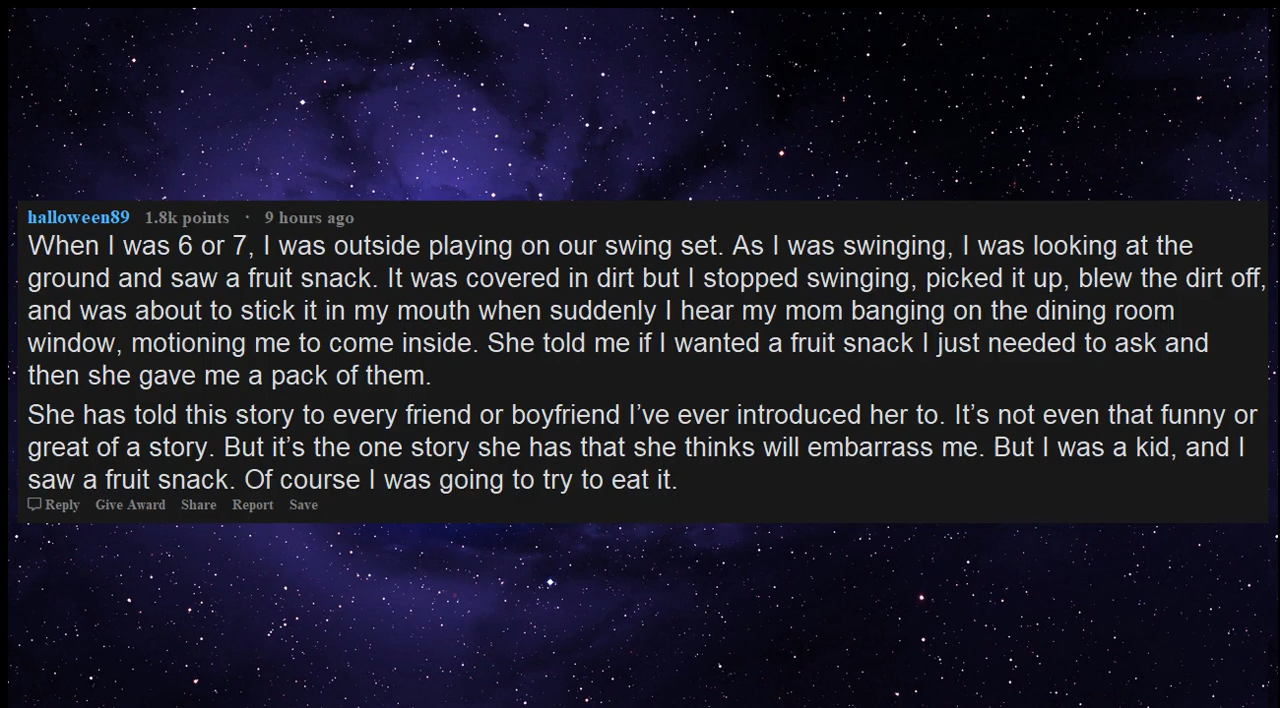 halloween89 1.8k points · 9 hours ago
When I was 6 or 7, I was outside playing on our swing set. As I was swinging, I was looking at the
ground and saw a fruit snack. It was covered in dirt but I stopped swinging, picked it up, blew the dirt off,
and was about to stick it in my mouth when suddenly I hear my mom banging on the dining room
window, motioning me to come inside. She told me if I wanted a fruit snack I just needed to ask and
then she gave me a pack of them.
She has told this story to every friend or boyfriend I’ve ever introduced her to. It’s not even that funny or
great of a story. But it’s the one story she has that she thinks will embarrass me. But I was a kid, and I
saw a fruit snack. Of course I was going to try to eat it.
Reply Give Award Share Report Save